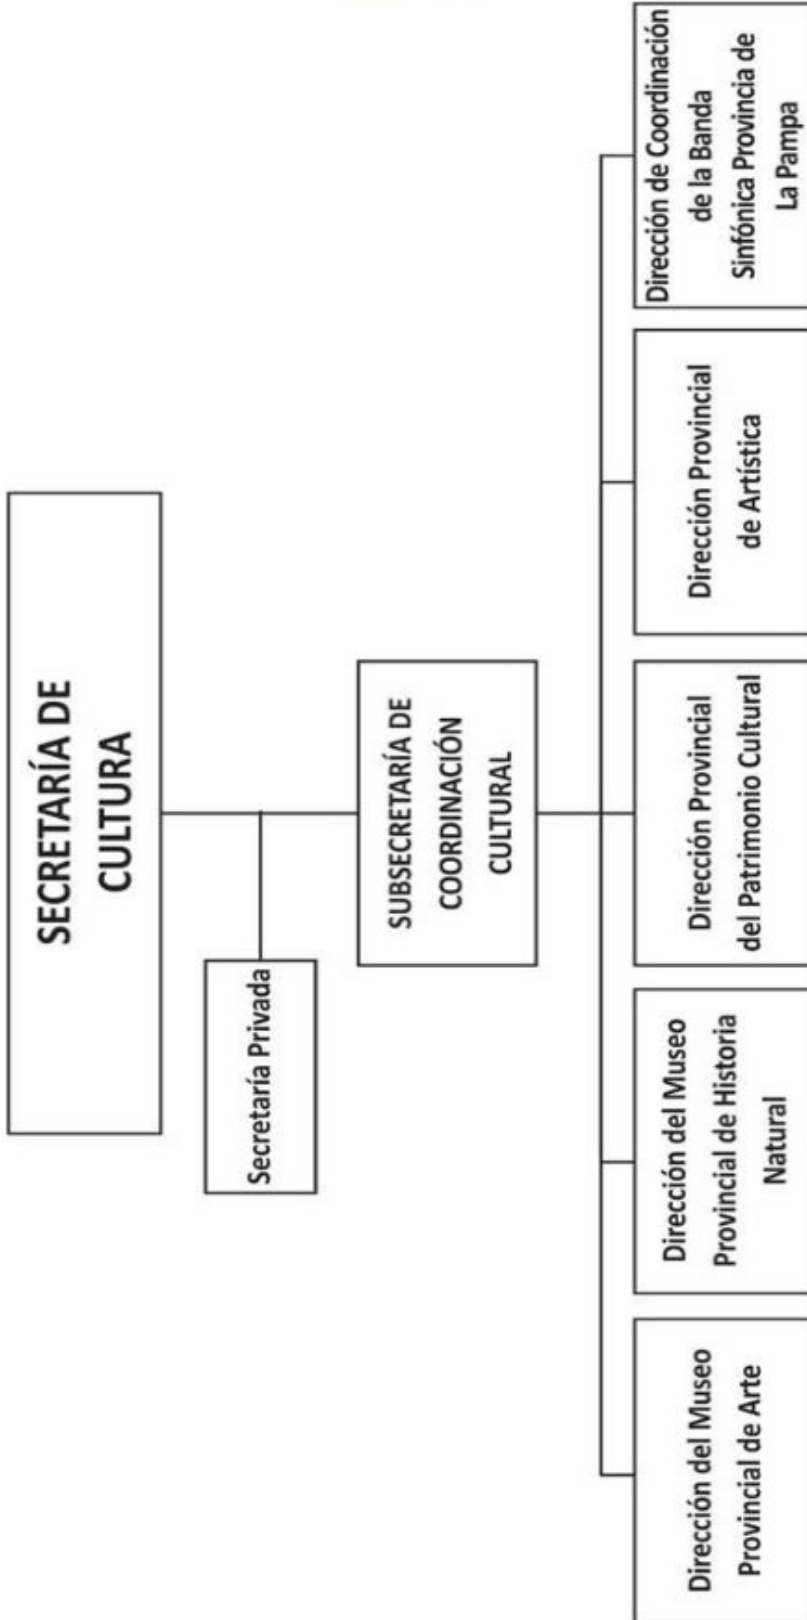 SECRETARÍA DE
CULTURA
Secretaría Privada
SUBSECRETARÍA DE
COORDINACIÓN
CULTURAL
Dirección del Museo
Provincial de Arte
Dirección del Museo
Provincial de Historia
Natural
Dirección Provincial
del Patrimonio Cultural
Dirección Provincial
de Artística
Dirección de Coordinación
de la Banda
Sinfónica Provincia de
La Pampa